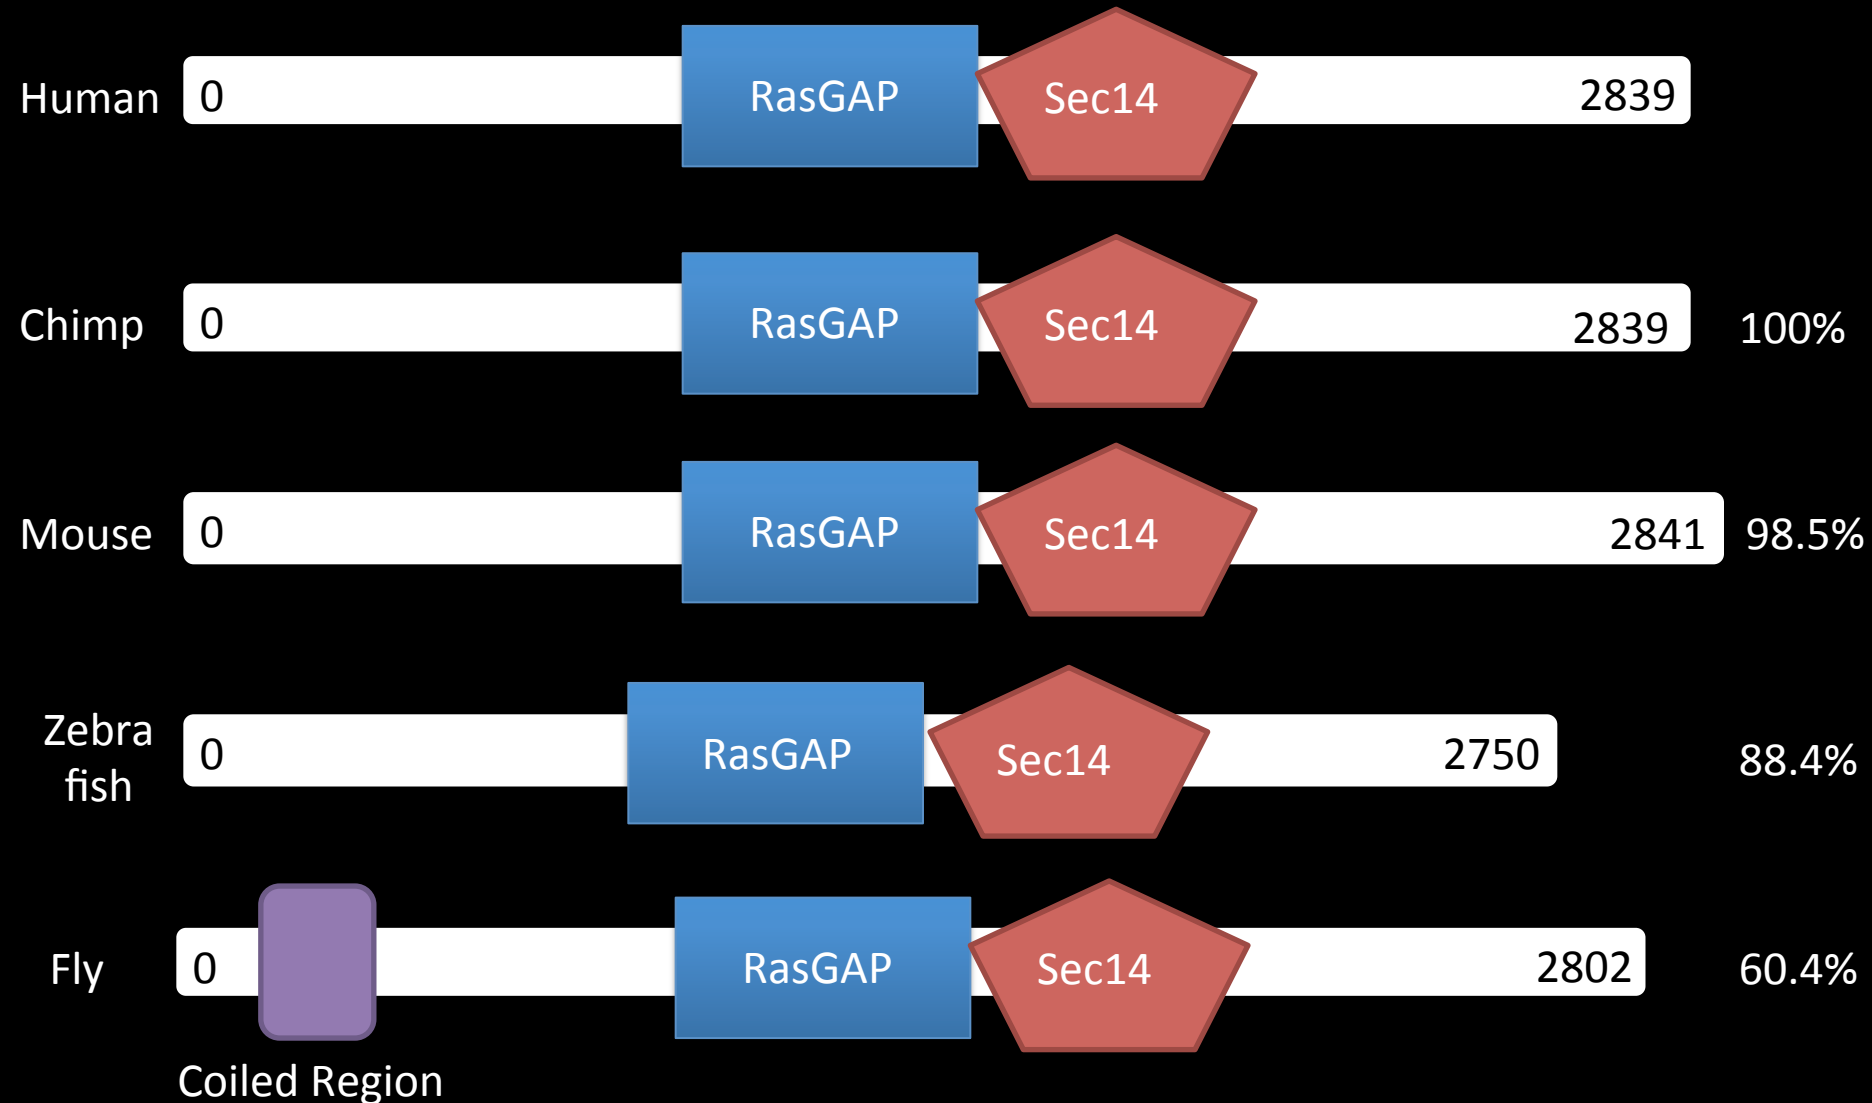 Human 0 RasGAP Sec14 2839
Chimp 0 RasGAP Sec14 2839 100%
Mouse 0 RasGAP Sec14 2841 98.5%
Zebra
fish 0 RasGAP Sec14 2750 88.4%
Fly 0 RasGAP Sec14 2802 60.4%
Coiled Region